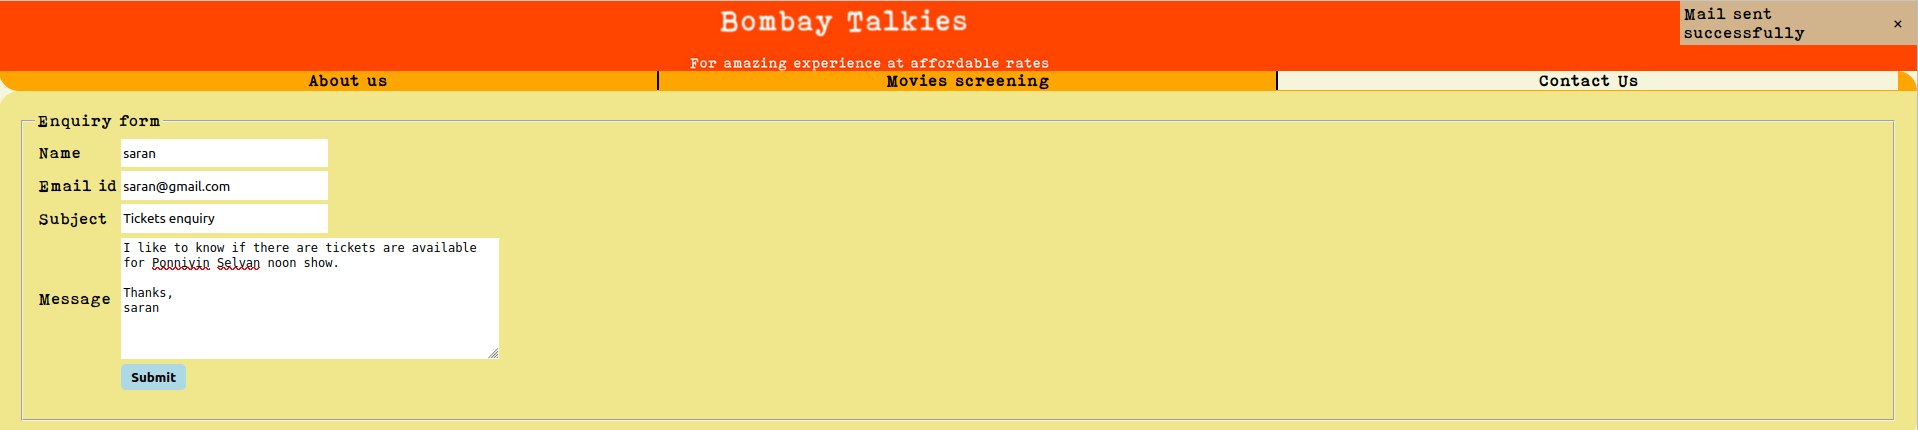 Bombay Talkies
Mail sent
successfully
×
For amazing experience at affordable rates
About us
Movies screening
Contact Us
Enquiry form
Name
saran
Email id
saran@gmail.com
Subject
Tickets enquiry
Message
I like to know if there are tickets are available
for Ponniyin Selvan noon show.
Thanks,
saran
Submit